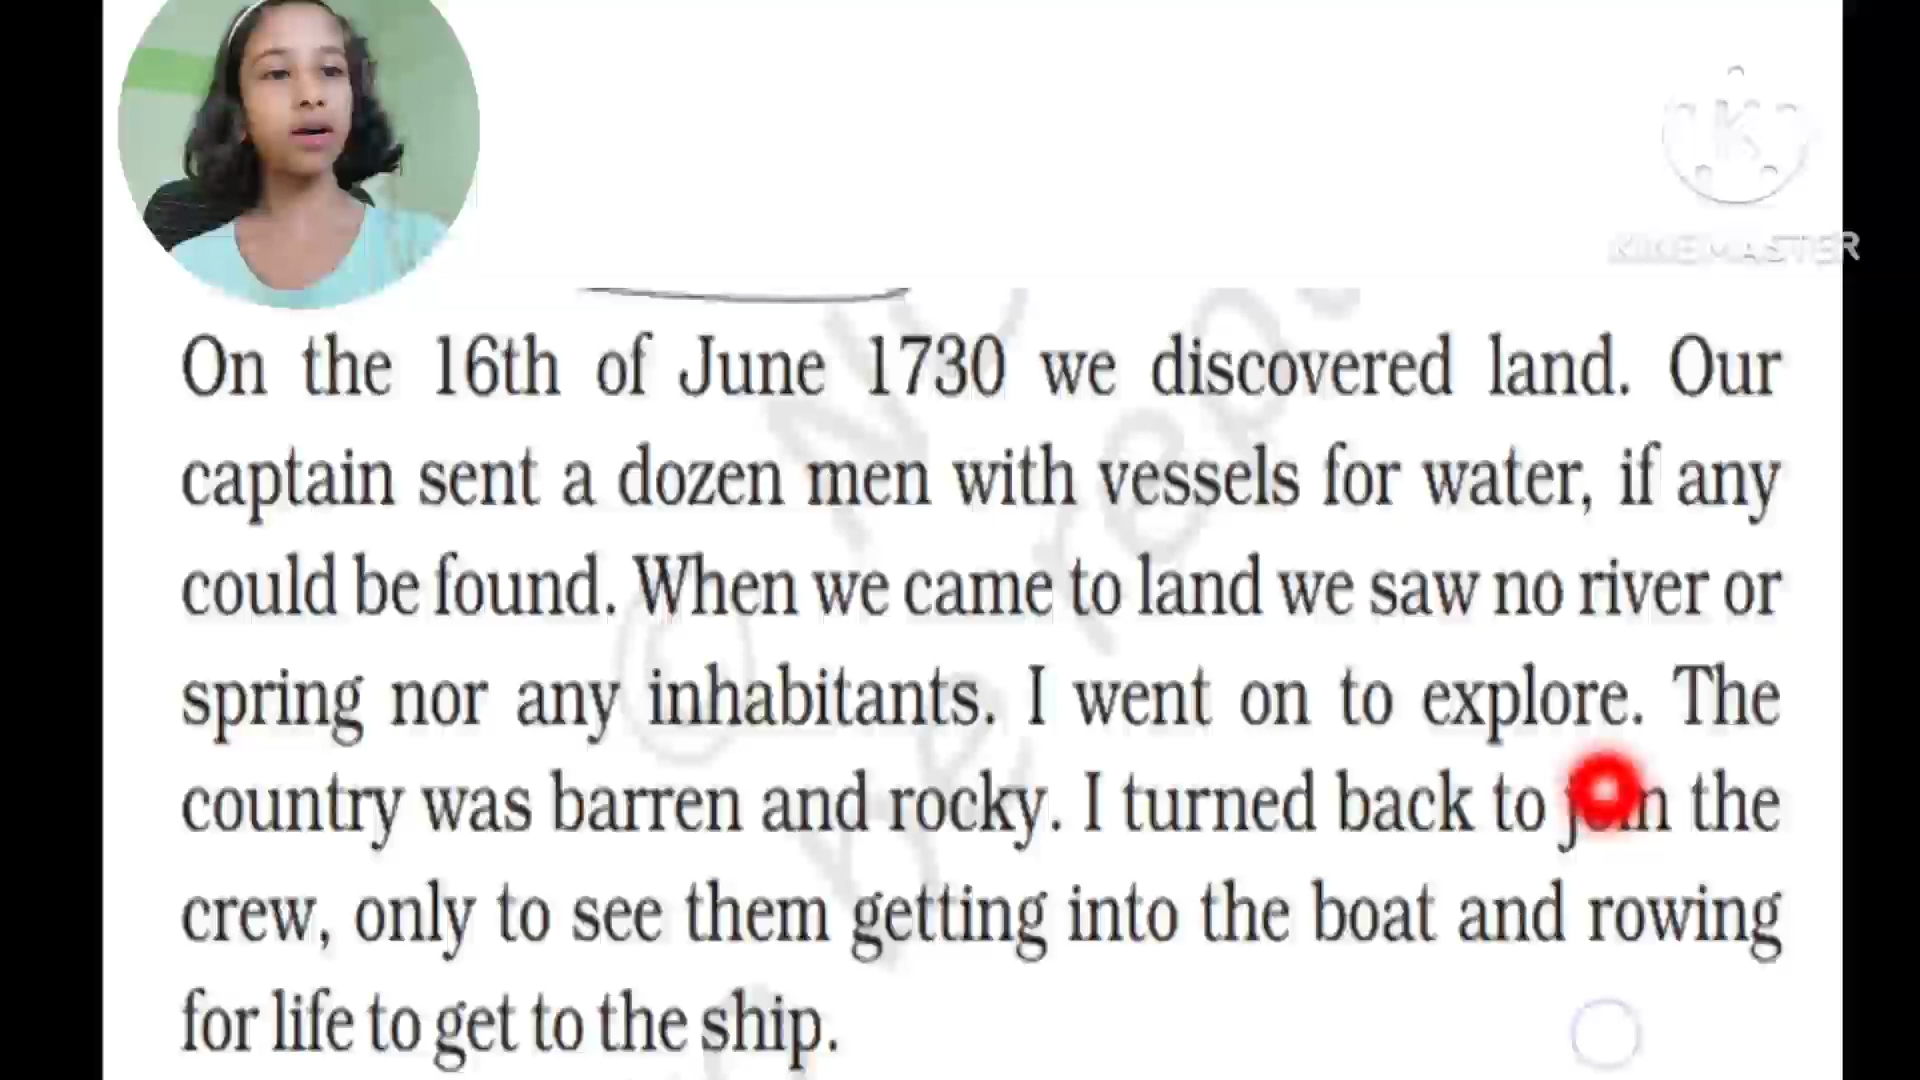 KINEMASTER
On the 16th of June 1730 we discovered land. Our
captain sent a dozen men with vessels for water, if any
could be found. When we came to land we saw no river or
spring nor any inhabitants. I went on to explore. The
country was barren and rocky. I turned back to join the
crew, only to see them getting into the boat and rowing
for life to get to the ship.